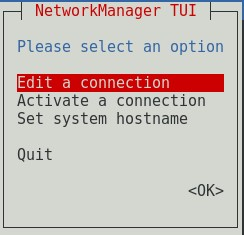 NetworkManager TUI
Please select an option
Edit a connection
Activate a connection
Set system hostname
Quit
<OK>